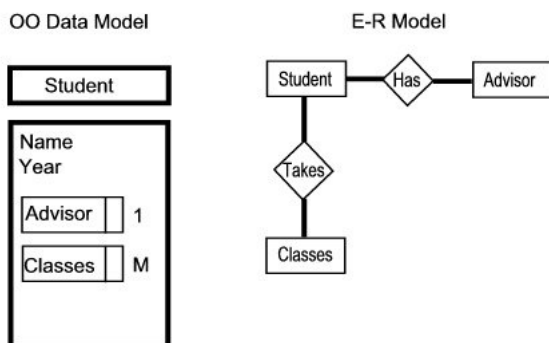 OO Data Model
Student
Name
Year
Advisor 1
Classes M
E-R Model
Student Has Advisor
Takes
Classes